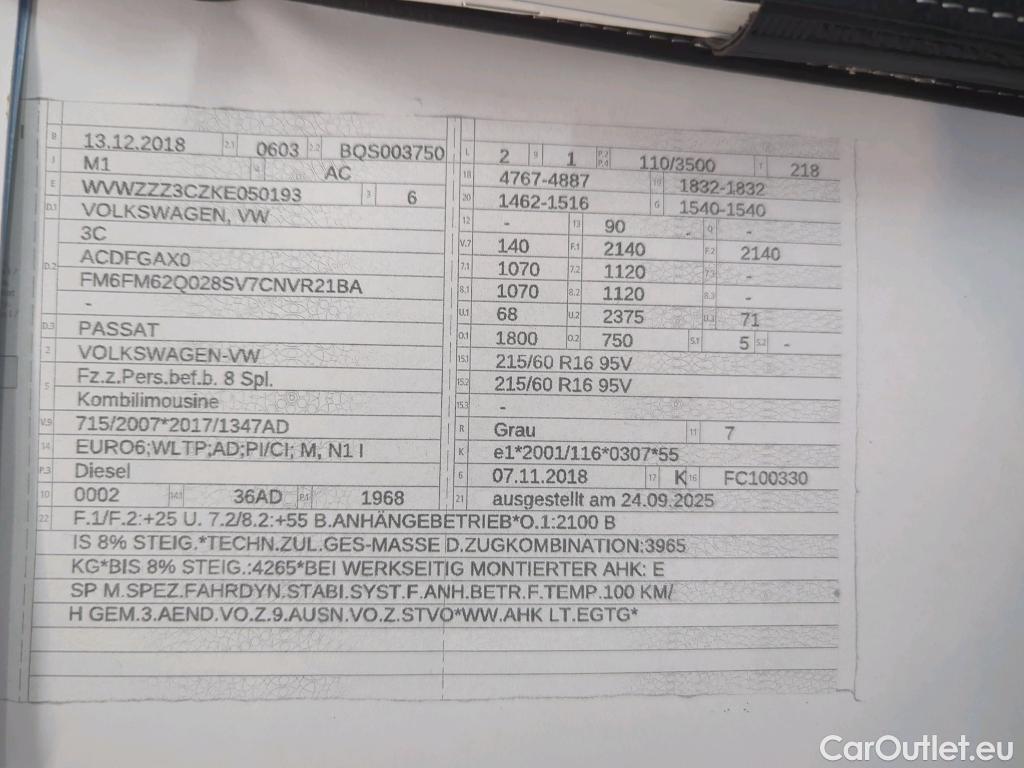 B 13.12.2018 2.1 0603 2.2 BQS003750
J M1 4 AC
E WVWZZZ3CZKE050193 3 6
D.1 VOLKSWAGEN, VW
3C
D.2 ACDFGAX0
FM6FM62Q028SV7CNVR21BA
-
D.3 PASSAT
2 VOLKSWAGEN-VW
5 Fz.z.Pers.bef.b. 8 Spl.
Kombilimousine
V.9 715/2007*2017/1347AD
14 EURO6;WLTP;AD;PI/CI; M, N1 I
P.3 Diesel
10 0002 14.1 36AD P.1 1968
L 2 9 1 P.2 P.4 110/3500 T 218
18 4767-4887 19 1832-1832
20 1462-1516 G 1540-1540
12 - 13 90 Q -
V.7 140 F.1 2140 F.2 2140
7.1 1070 7.2 1120 7.3 -
8.1 1070 8.2 1120 8.3 -
U.1 68 U.2 2375 U.3 71
O.1 1800 O.2 750 S.1 5 S.2 -
15.1 215/60 R16 95V
15.2 215/60 R16 95V
15.3 -
R Grau 11 7
K e1*2001/116*0307*55
6 07.11.2018 17 K 16 FC100330
21 ausgestellt am 24.09.2025
22 F.1/F.2:+25 U. 7.2/8.2:+55 B.ANHÄNGEBETRIEB*O.1:2100 B
IS 8% STEIG.*TECHN.ZUL.GES-MASSE D.ZUGKOMBINATION:3965
KG*BIS 8% STEIG.:4265*BEI WERKSEITIG MONTIERTER AHK: E
SP M.SPEZ.FAHRDYN.STABI.SYST.F.ANH.BETR.F.TEMP.100 KM/
H GEM.3.AEND.VO.Z.9.AUSN.VO.Z.STVO*WW.AHK LT.EGTG*
CarOutlet.eu